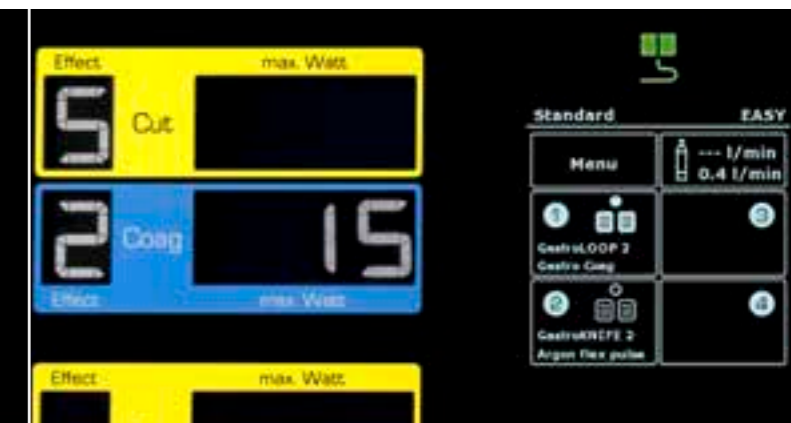 Effect max. Watt
5 Cut
2 Coag 15
Effect max. Watt
Effect max. Watt
Standard EASY
Menu
--- l/min
0.4 l/min
1
GastroLOOP 2
Gastro Coag
3
2
GastroKNIFE 2
Argon flex pulse
4